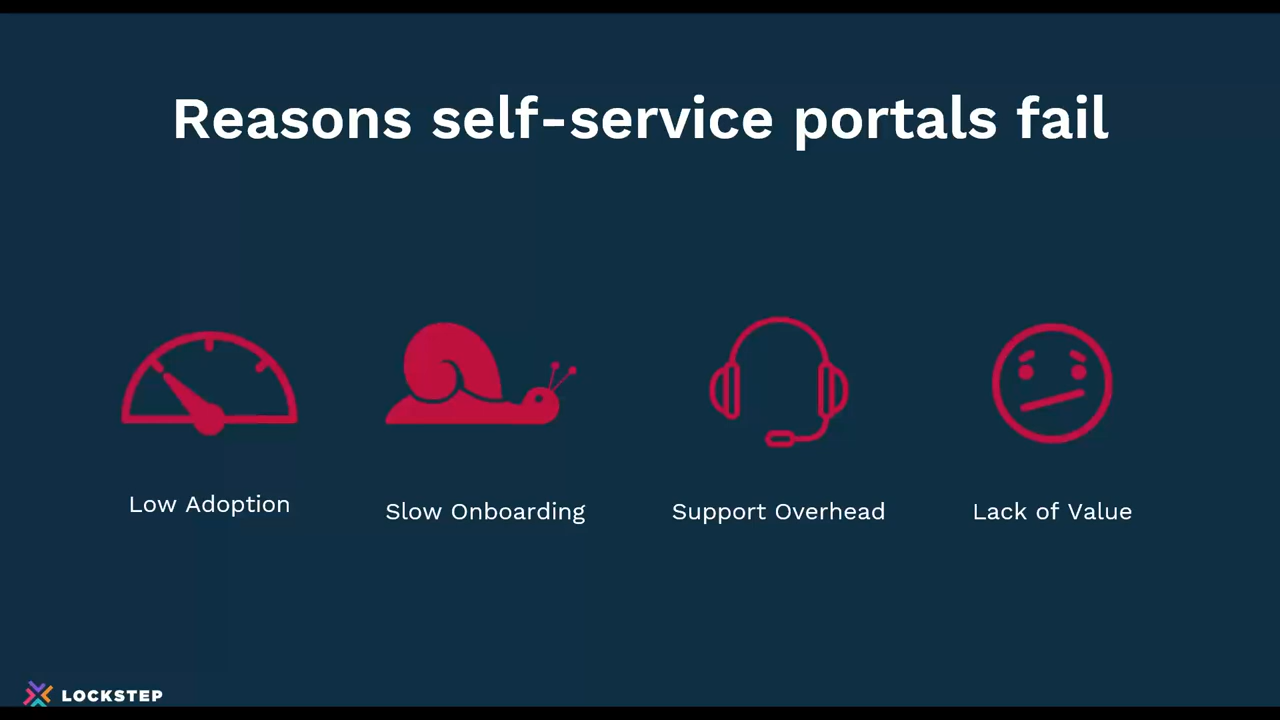 Reasons self-service portals fail
Low Adoption
Slow Onboarding
Support Overhead
Lack of Value
LOCKSTEP